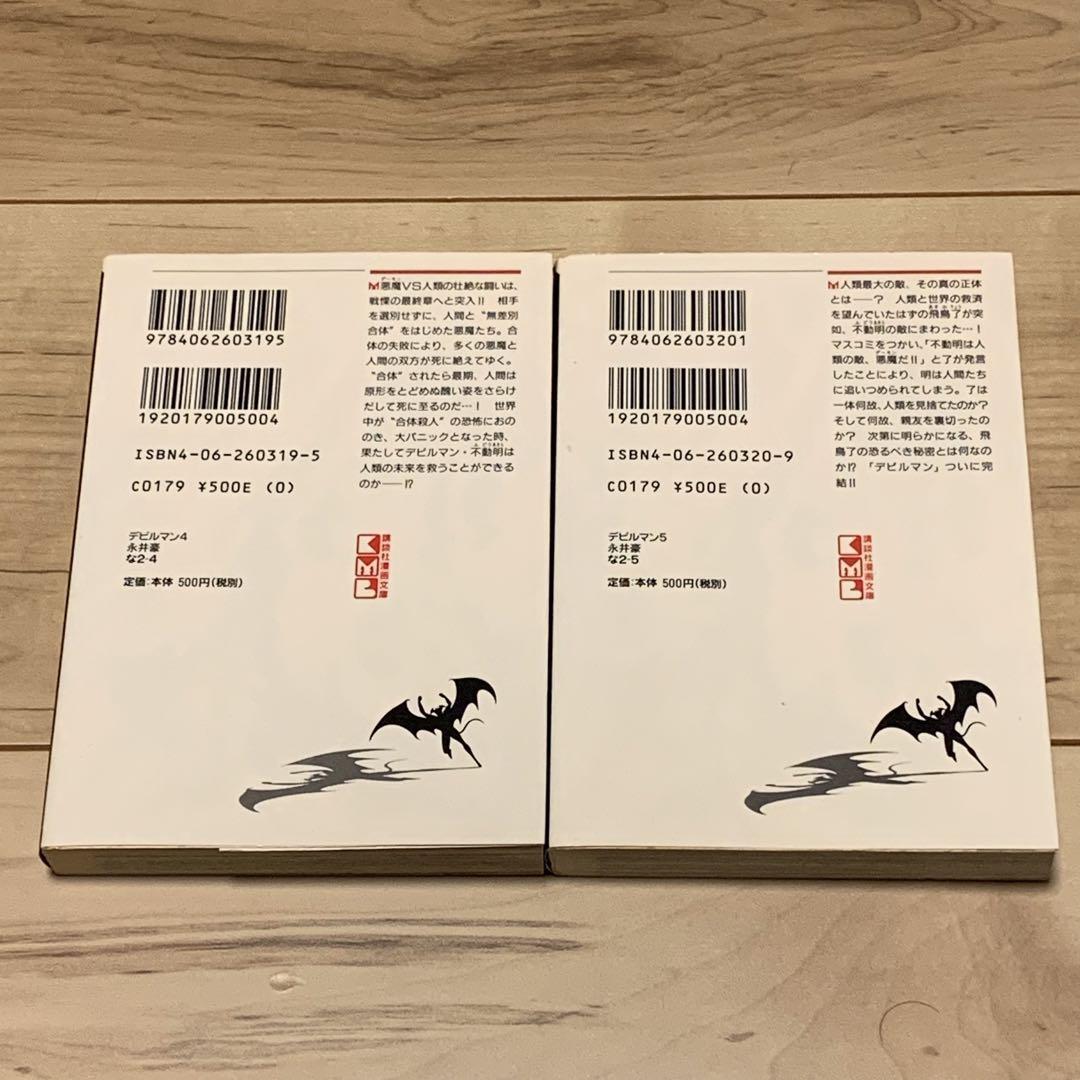 9784062603195
1920179005004
ISBN4-06-260319-5
C0179 ¥500E (0)
悪魔VS人類の壮絶な闘いは、
戦慄の最終章へと突入!! 相手
を選別せずに、人間と“無差別
合体”をはじめた悪魔たち。合
体の失敗により、多くの悪魔と
人間の双方が死に絶えてゆく。
“合体”されたら最期、人間は
原形をとどめぬ醜い姿をさらけ
だして死に至るのだ…! 世界
中が“合体殺人”の恐怖におの
のき、大パニックとなった時、
果たしてデビルマン・不動明は
人類の未来を救うことができる
のか——!?
デビルマン4
永井豪
な2-4
定価:本体 500円(税別)
KMB
講談社漫画文庫
9784062603201
1920179005004
ISBN4-06-260320-9
C0179 ¥500E (0)
人類最大の敵、その真の正体
とは——? 人類と世界の救済
を望んでいたはずの飛鳥了が突
如、不動明の敵にまわった…!
マスコミをつかい、「不動明は人
類の敵、悪魔だ!!」と了が発言
したことにより、明は人間たち
に追いつめられてしまう。了は
一体何故、人類を見捨てたのか?
そして何故、親友を裏切ったの
か? 次第に明らかになる、飛
鳥了の恐るべき秘密とは何なの
か!? 「デビルマン」ついに完
結!!
デビルマン5
永井豪
な2-5
定価:本体 500円(税別)
KMB
講談社漫画文庫